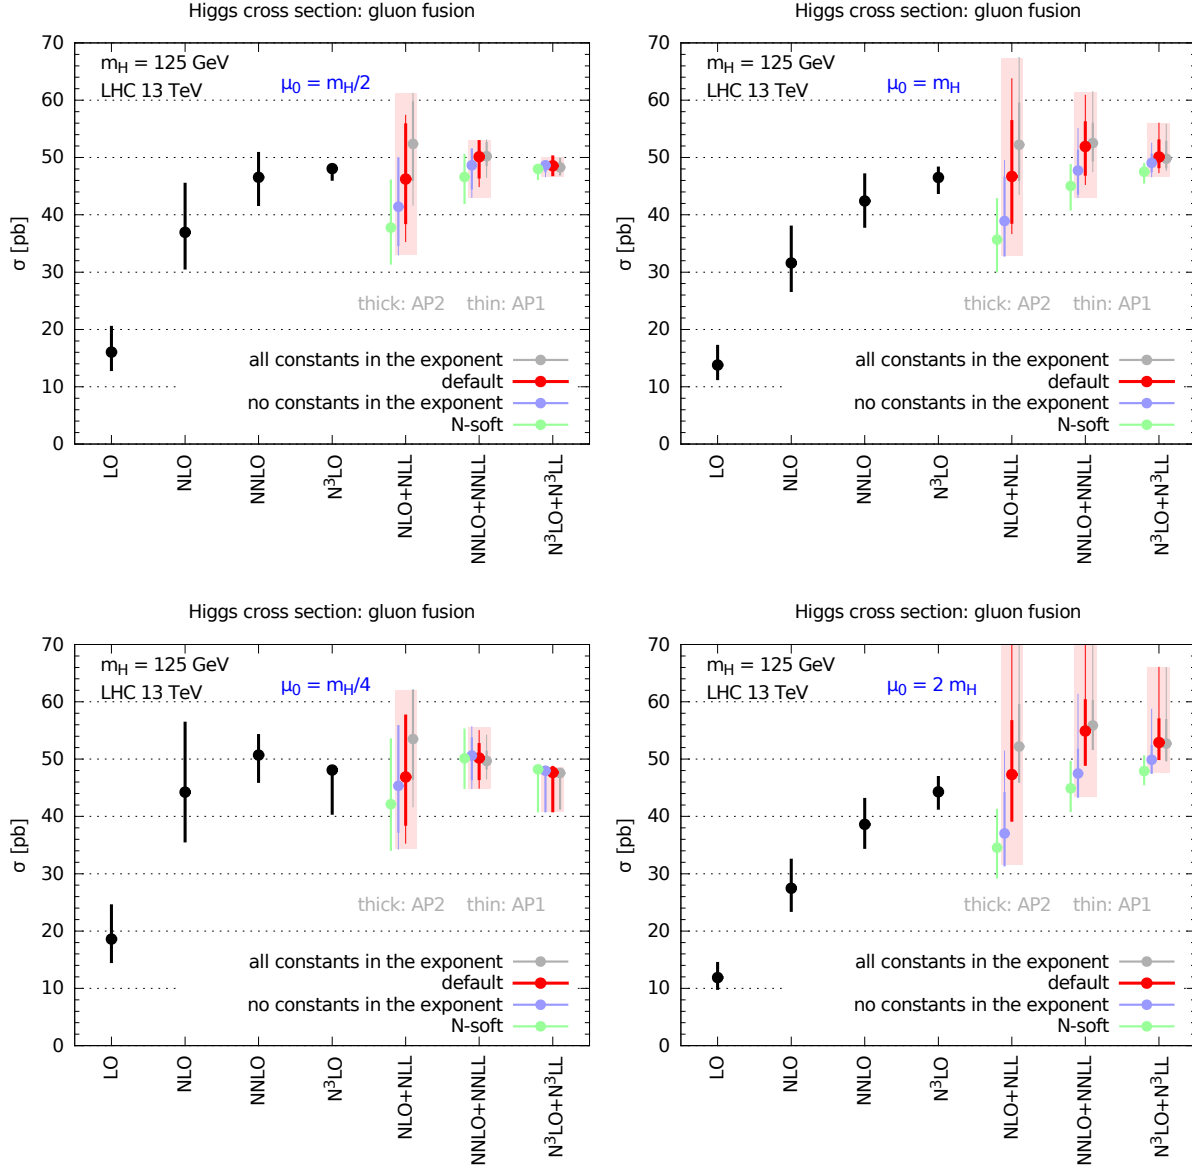 Higgs cross section: gluon fusion
70
60
50
40
30
20
10
0
σ [pb]
m_H = 125 GeV
LHC 13 TeV
μ₀ = m_H/2
thick: AP2 thin: AP1
all constants in the exponent
default
no constants in the exponent
N-soft
LO
NLO
NNLO
N³LO
NLO+NLL
NNLO+NNLL
N³LO+N³LL
Higgs cross section: gluon fusion
70
60
50
40
30
20
10
0
σ [pb]
m_H = 125 GeV
LHC 13 TeV
μ₀ = m_H
thick: AP2 thin: AP1
all constants in the exponent
default
no constants in the exponent
N-soft
LO
NLO
NNLO
N³LO
NLO+NLL
NNLO+NNLL
N³LO+N³LL
Higgs cross section: gluon fusion
70
60
50
40
30
20
10
0
σ [pb]
m_H = 125 GeV
LHC 13 TeV
μ₀ = m_H/4
thick: AP2 thin: AP1
all constants in the exponent
default
no constants in the exponent
N-soft
LO
NLO
NNLO
N³LO
NLO+NLL
NNLO+NNLL
N³LO+N³LL
Higgs cross section: gluon fusion
70
60
50
40
30
20
10
0
σ [pb]
m_H = 125 GeV
LHC 13 TeV
μ₀ = 2 m_H
thick: AP2 thin: AP1
all constants in the exponent
default
no constants in the exponent
N-soft
LO
NLO
NNLO
N³LO
NLO+NLL
NNLO+NNLL
N³LO+N³LL